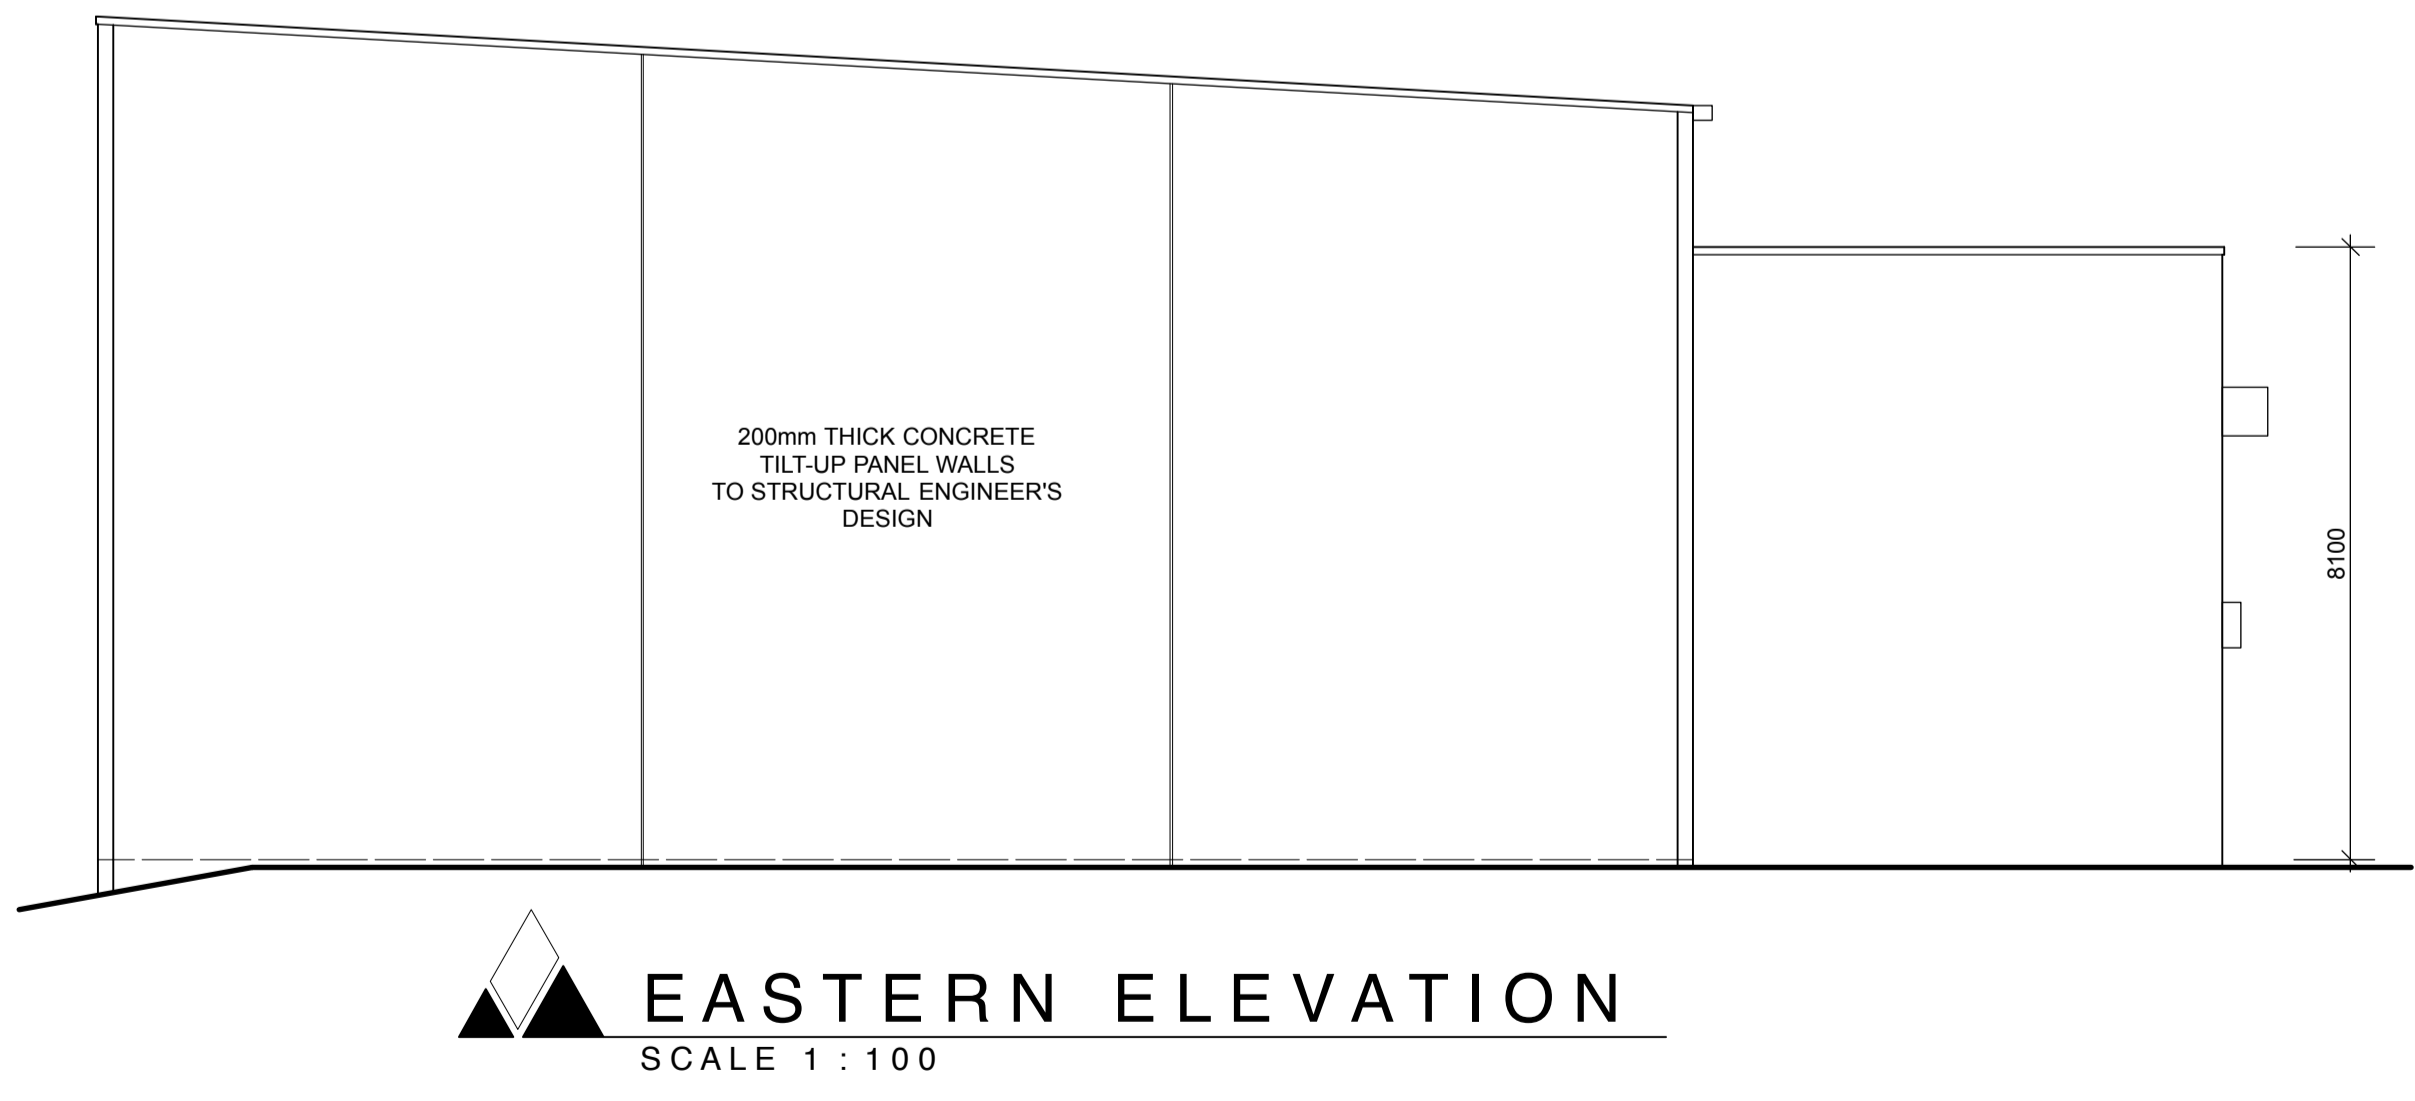 200mm THICK CONCRETE
TILT-UP PANEL WALLS
TO STRUCTURAL ENGINEER'S
DESIGN
8100
EASTERN ELEVATION
SCALE 1 : 100